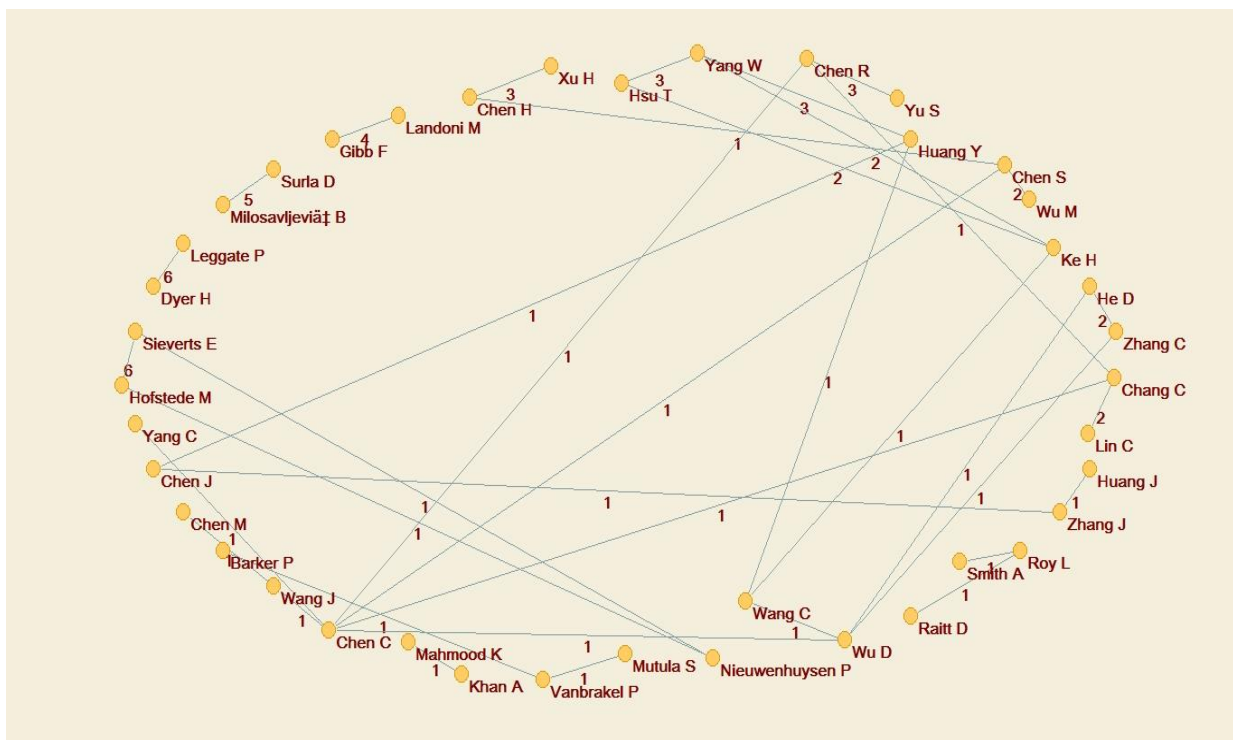 Xu H
Yang W
Chen R
3
3
3
Chen H
Hsu T
Yu S
3
Landoni M
4
Gibb F
1
Huang Y
2
Chen S
Surla D
2
2
5
Wu M
Milosavljeviä‡ B
1
Leggate P
Ke H
6
Dyer H
He D
1
2
Sieverts E
Zhang C
1
6
1
Hofstede M
Chang C
1
2
Yang C
1
Lin C
Chen J
1
Huang J
1
1
1
1
1
1
Chen M
Zhang J
1
1
Barker P
1
Smith A
1
Roy L
Wang J
1
1
1
Wang C
Raitt D
Chen C
1
1
Wu D
Mahmood K
Mutula S
Nieuwenhuysen P
1
Khan A
1
Vanbrakel P